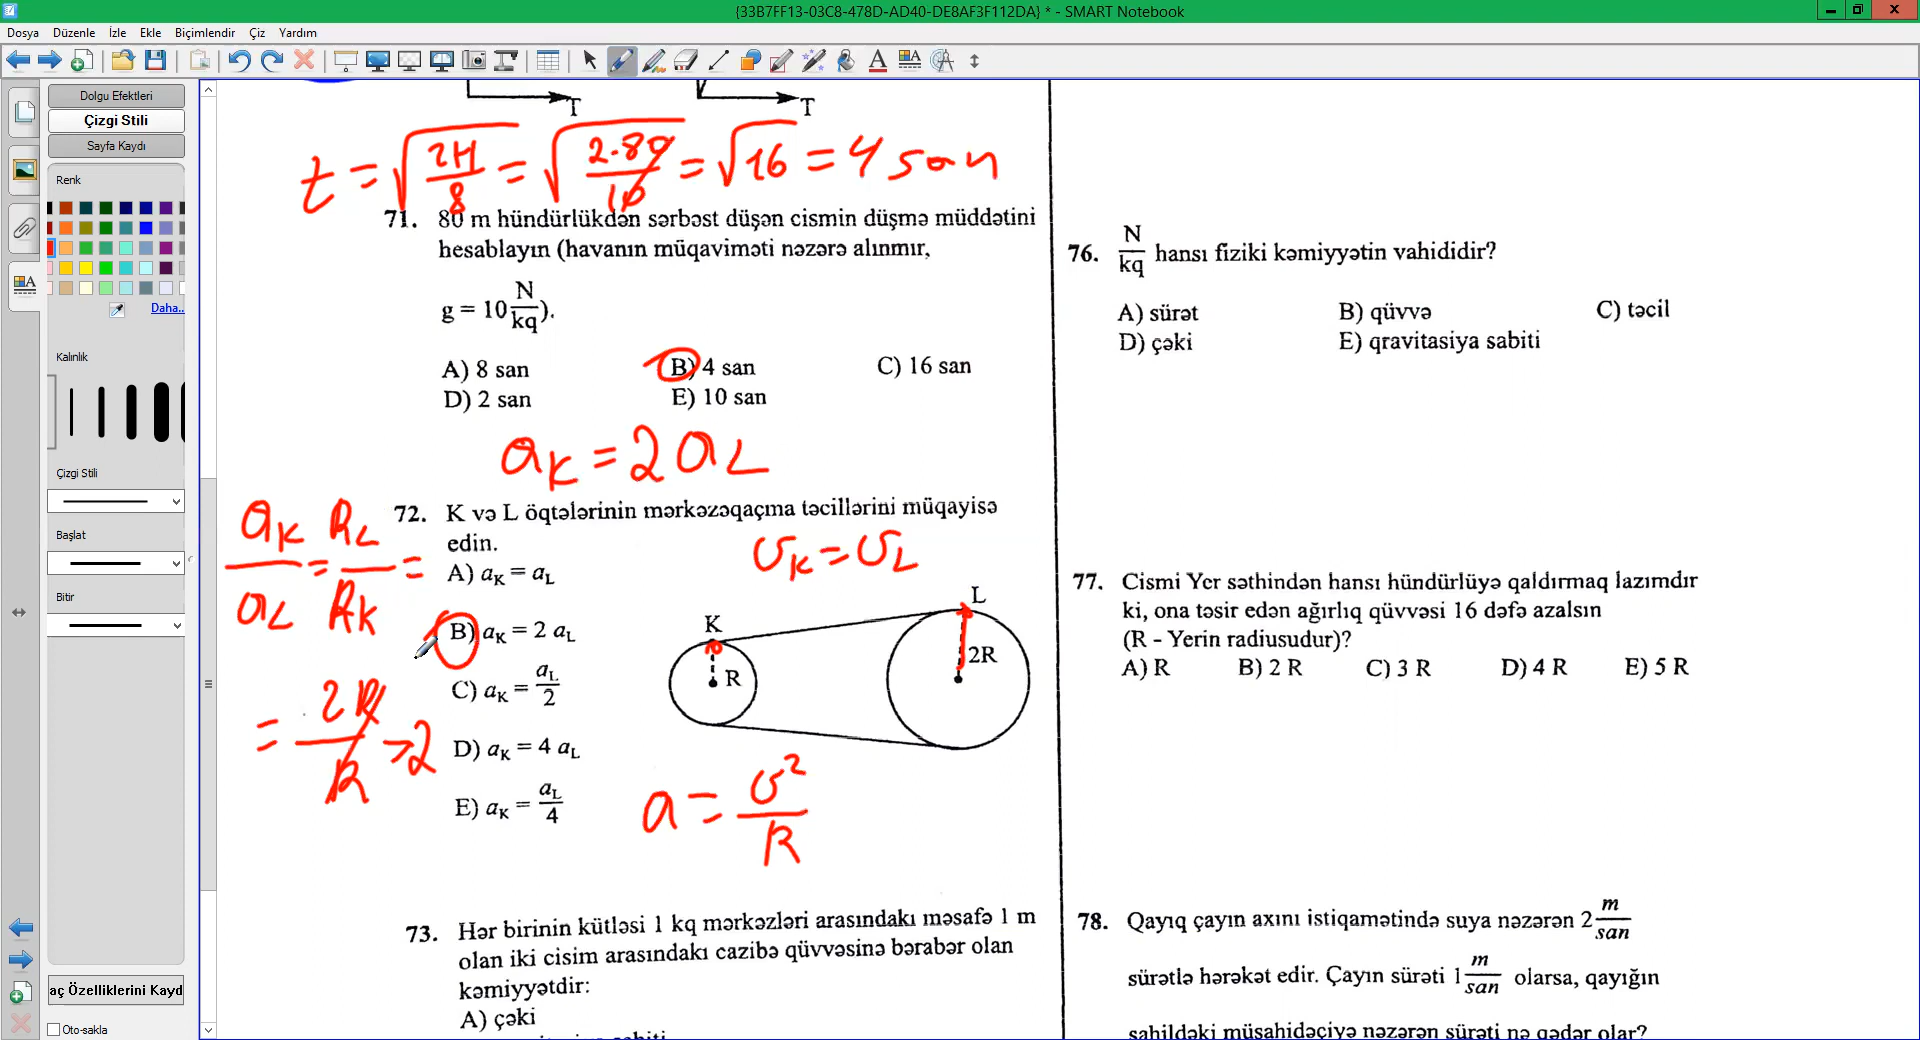 {33B7FF13-03C8-478D-AD40-DE8AF3F112DA} * - SMART Notebook
Dosya Düzenle İzle Ekle Biçimlendir Çiz Yardım
Dolgu Efektleri
Çizgi Stili
Sayfa Kaydı
Renk
Daha..
Kalınlık
Çizgi Stili
Başlat
Bitir
aç Özelliklerini Kayd
Oto-sakla
T T
t = √(2H/8) = √(2·80/10) = √16 = 4 san
71. 80 m hündürlükdən sərbəst düşən cismin düşmə müddətini
hesablayın (havanın müqaviməti nəzərə alınmır,
g = 10 N/kq).
A) 8 san B) 4 san C) 16 san
D) 2 san E) 10 san
aK = 2 aL
72. K və L öqtələrinin mərkəzəqaçma təcillərini müqayisə
edin.
A) aK = aL
B) aK = 2 aL
C) aK = aL/2
D) aK = 4 aL
E) aK = aL/4
aK/aL = RL/RK =
= 2R/R = 2
υK = υL
K
R
L
2R
a = υ²/R
73. Hər birinin kütləsi 1 kq mərkəzləri arasındakı məsafə 1 m
olan iki cisim arasındakı cazibə qüvvəsinə bərabər olan
kəmiyyətdir:
A) çəki
76. N/kq hansı fiziki kəmiyyətin vahididir?
A) sürət B) qüvvə C) təcil
D) çəki E) qravitasiya sabiti
77. Cismi Yer səthindən hansı hündürlüyə qaldırmaq lazımdır
ki, ona təsir edən ağırlıq qüvvəsi 16 dəfə azalsın
(R - Yerin radiusudur)?
A) R B) 2 R C) 3 R D) 4 R E) 5 R
78. Qayıq çayın axını istiqamətində suya nəzərən 2 m/san
sürətlə hərəkət edir. Çayın sürəti 1 m/san olarsa, qayığın
sahildəki müşahidəçiyə nəzərən sürəti nə qədər olar?